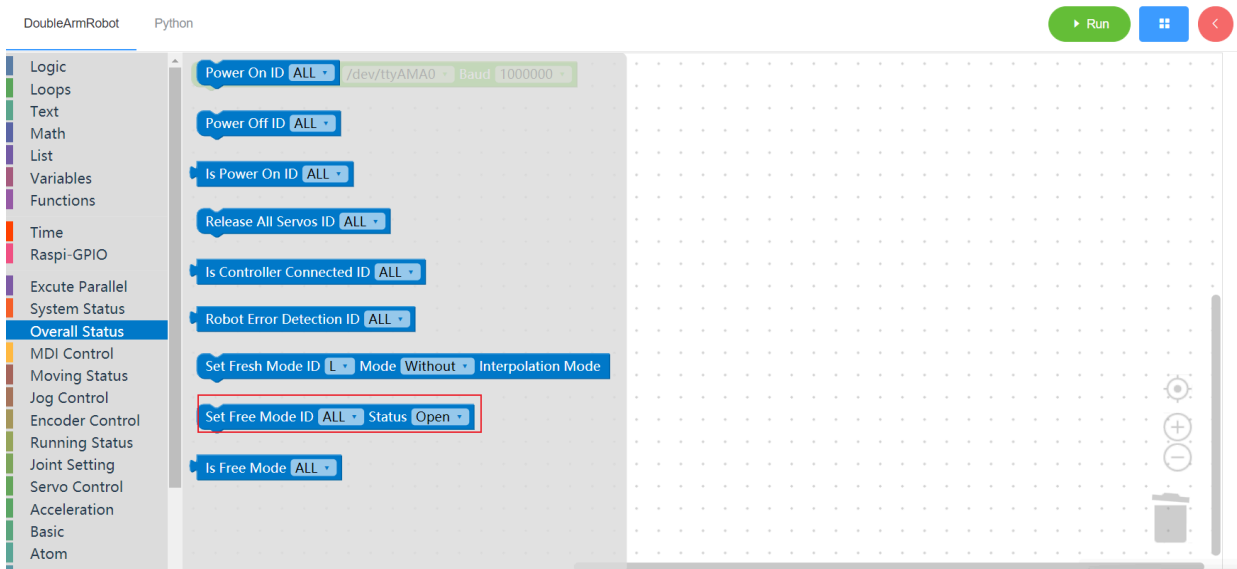 DoubleArmRobot Python Run
Logic
Loops
Text
Math
List
Variables
Functions
Time
Raspi-GPIO
Excute Parallel
System Status
Overall Status
MDI Control
Moving Status
Jog Control
Encoder Control
Running Status
Joint Setting
Servo Control
Acceleration
Basic
Atom
Power On ID ALL /dev/ttyAMA0 Baud 1000000
Power Off ID ALL
Is Power On ID ALL
Release All Servos ID ALL
Is Controller Connected ID ALL
Robot Error Detection ID ALL
Set Fresh Mode ID L Mode Without Interpolation Mode
Set Free Mode ID ALL Status Open
Is Free Mode ALL